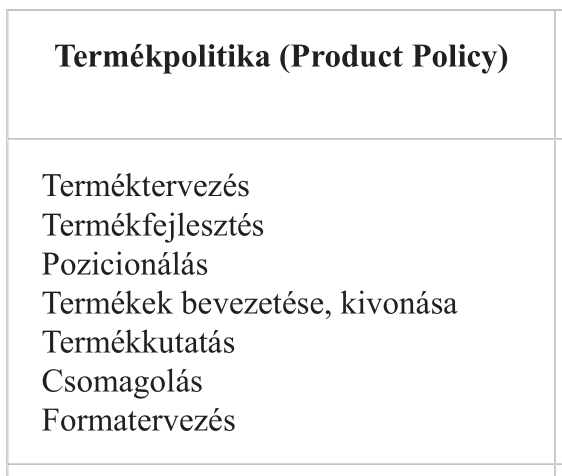 Termékpolitika (Product Policy)
Terméktervezés
Termékfejlesztés
Pozicionálás
Termékek bevezetése, kivonása
Termékkutatás
Csomagolás
Formatervezés